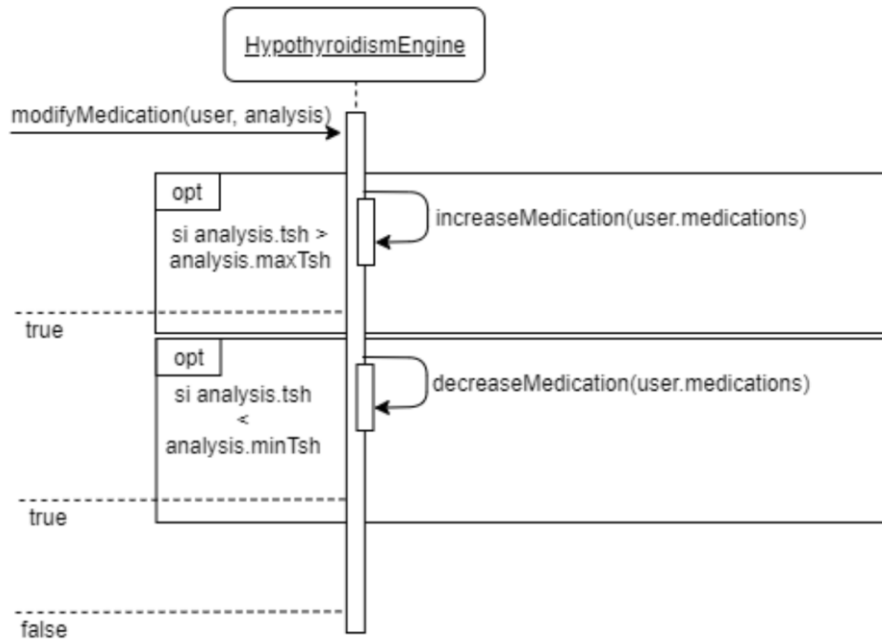 HypothyroidismEngine
modifyMedication(user, analysis)
opt
increaseMedication(user.medications)
si analysis.tsh >
analysis.maxTsh
true
opt
decreaseMedication(user.medications)
si analysis.tsh
<
analysis.minTsh
true
false